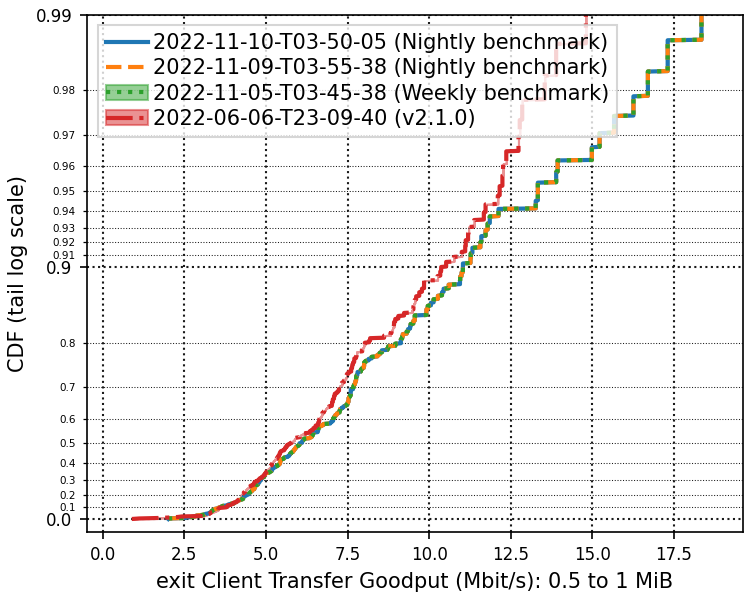 0.99
2022-11-10-T03-50-05 (Nightly benchmark)
2022-11-09-T03-55-38 (Nightly benchmark)
2022-11-05-T03-45-38 (Weekly benchmark)
2022-06-06-T23-09-40 (v2.1.0)
0.98
0.97
0.96
0.95
0.94
0.93
0.92
0.91
0.9
0.8
0.7
0.6
0.5
0.4
0.3
0.2
0.1
0.0
CDF (tail log scale)
0.0 2.5 5.0 7.5 10.0 12.5 15.0 17.5
exit Client Transfer Goodput (Mbit/s): 0.5 to 1 MiB